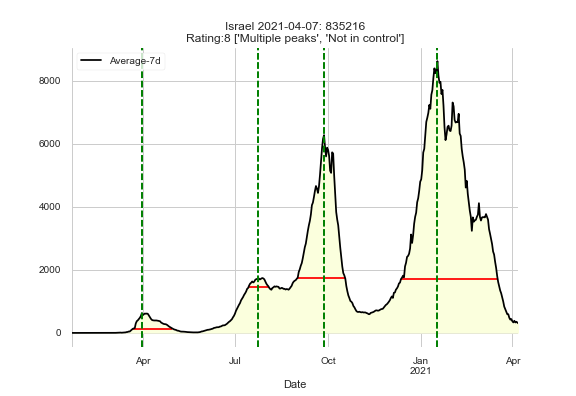 Israel 2021-04-07: 835216
Rating:8 ['Multiple peaks', 'Not in control']
Average-7d
8000
6000
4000
2000
0
Apr
Jul
Oct
Jan
2021
Apr
Date